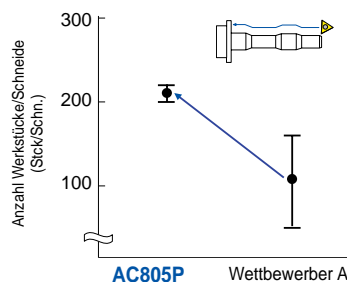 Anzahl Werkstücke/Schneide
(Stck/Schn.)
300
200
100
AC805P
Wettbewerber A